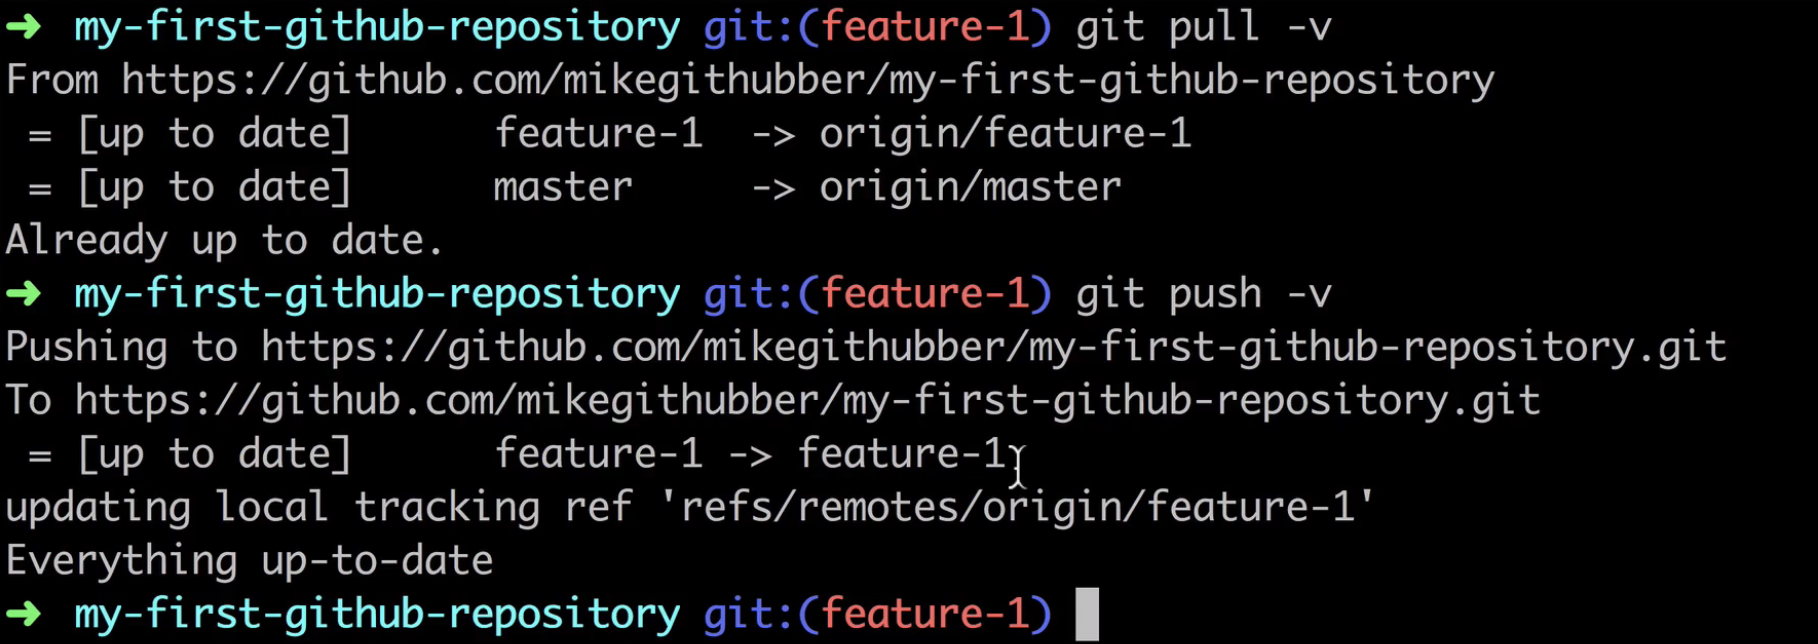 ➜ my-first-github-repository git:(feature-1) git pull -v
From https://github.com/mikegithubber/my-first-github-repository
 = [up to date]      feature-1  -> origin/feature-1
 = [up to date]      master     -> origin/master
Already up to date.
➜ my-first-github-repository git:(feature-1) git push -v
Pushing to https://github.com/mikegithubber/my-first-github-repository.git
To https://github.com/mikegithubber/my-first-github-repository.git
 = [up to date]      feature-1 -> feature-1
updating local tracking ref 'refs/remotes/origin/feature-1'
Everything up-to-date
➜ my-first-github-repository git:(feature-1)